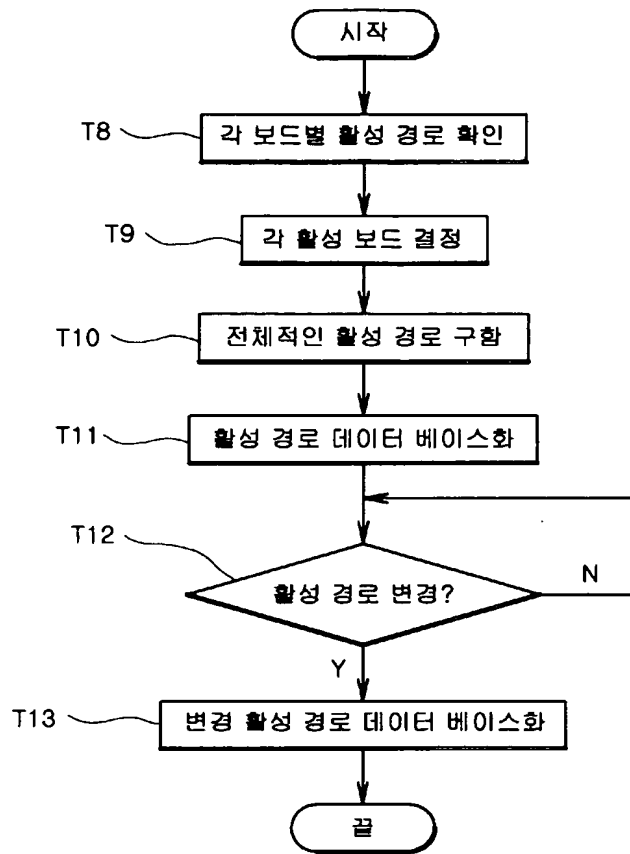 시작
T8
각 보드별 활성 경로 확인
T9
각 활성 보드 결정
T10
전체적인 활성 경로 구함
T11
활성 경로 데이터 베이스화
T12
활성 경로 변경?
N
Y
T13
변경 활성 경로 데이터 베이스화
끝